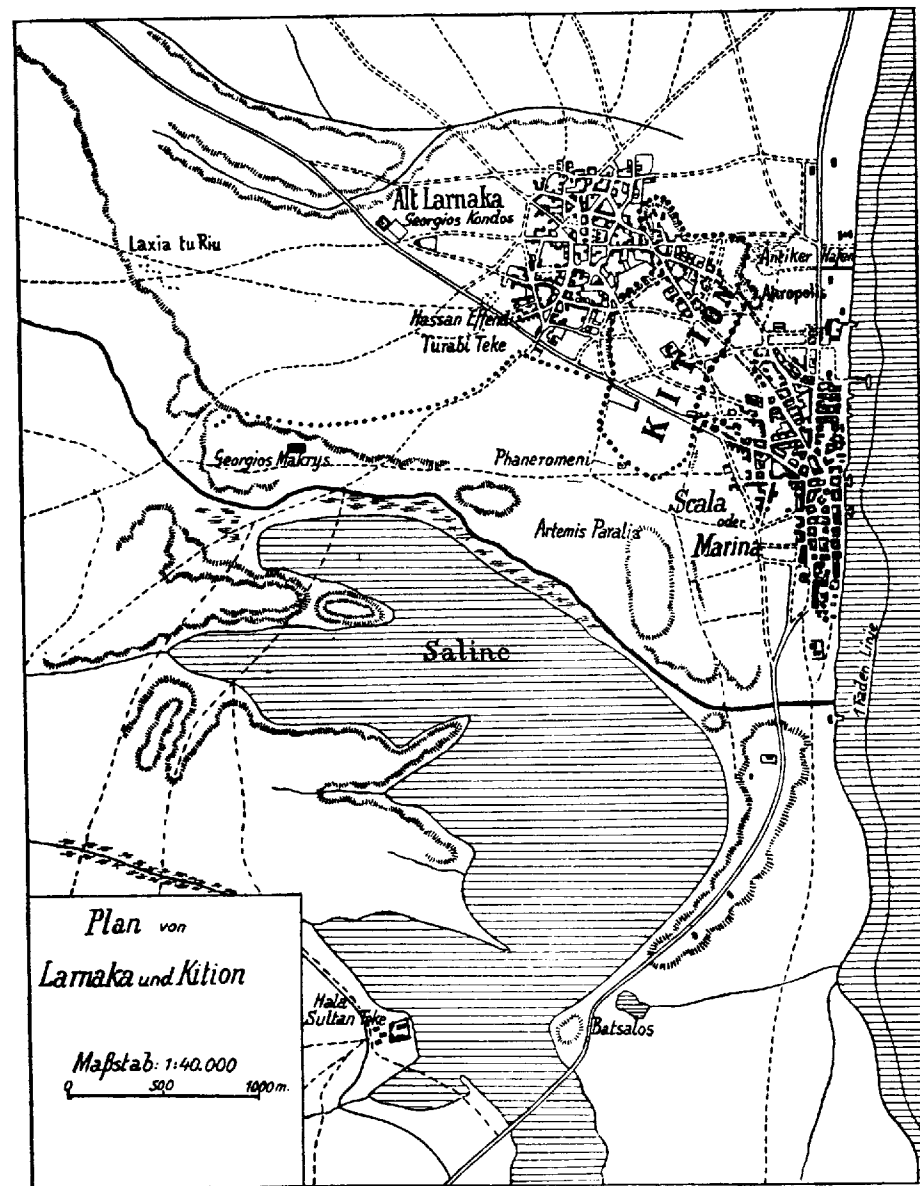 Alt Larnaka
Georgios Kondos
Laxia tu Riu
Antiker Hafen
Akropolis
Hassan Effendi
Turabi Teke
KITION
Georgios Makrys
Phaneromeni
Scala
oder
Marina
Artemis Paralia
Saline
1 Faden Linie
Plan von
Larnaka und Kition
Maßstab: 1:40.000
0 500 1000 m.
Hala
Sultan Teke
Batsalos